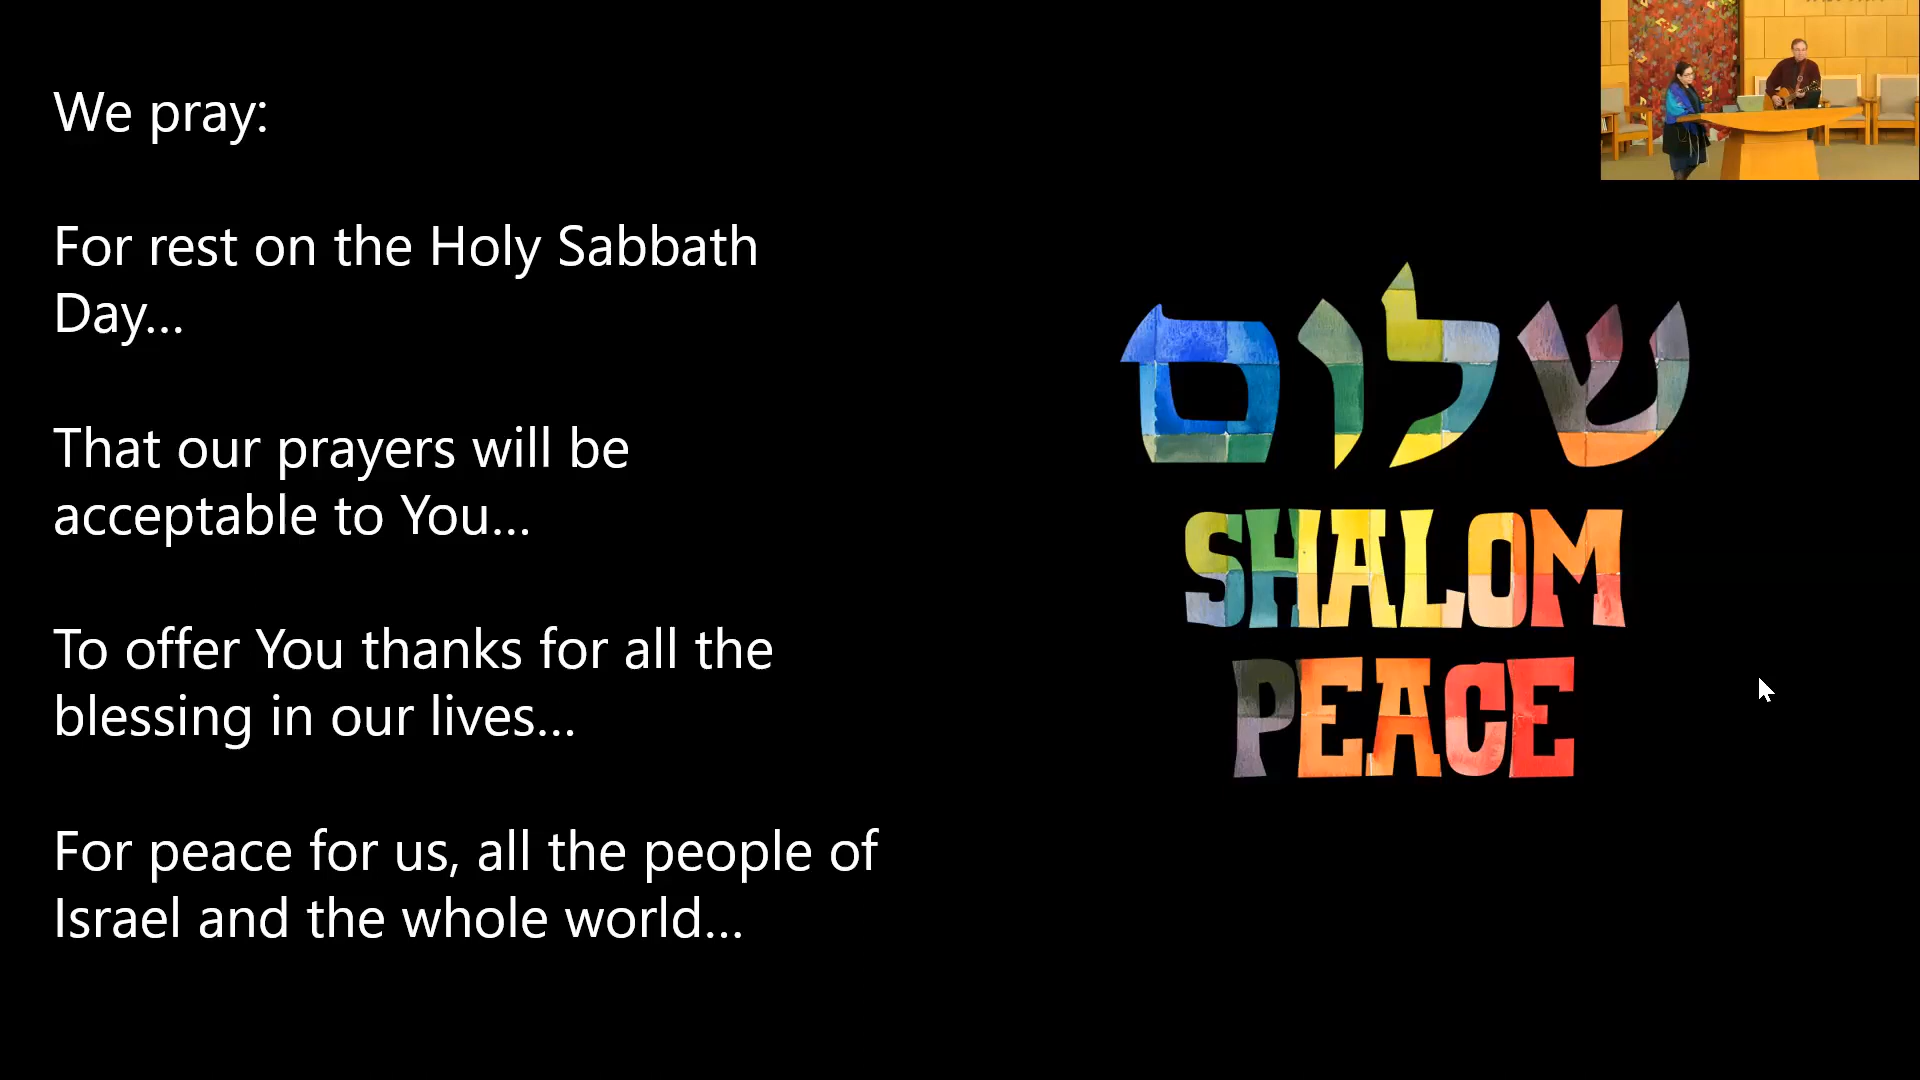 We pray:
For rest on the Holy Sabbath
Day...
That our prayers will be
acceptable to You...
To offer You thanks for all the
blessing in our lives...
For peace for us, all the people of
Israel and the whole world...
שלום
SHALOM
PEACE